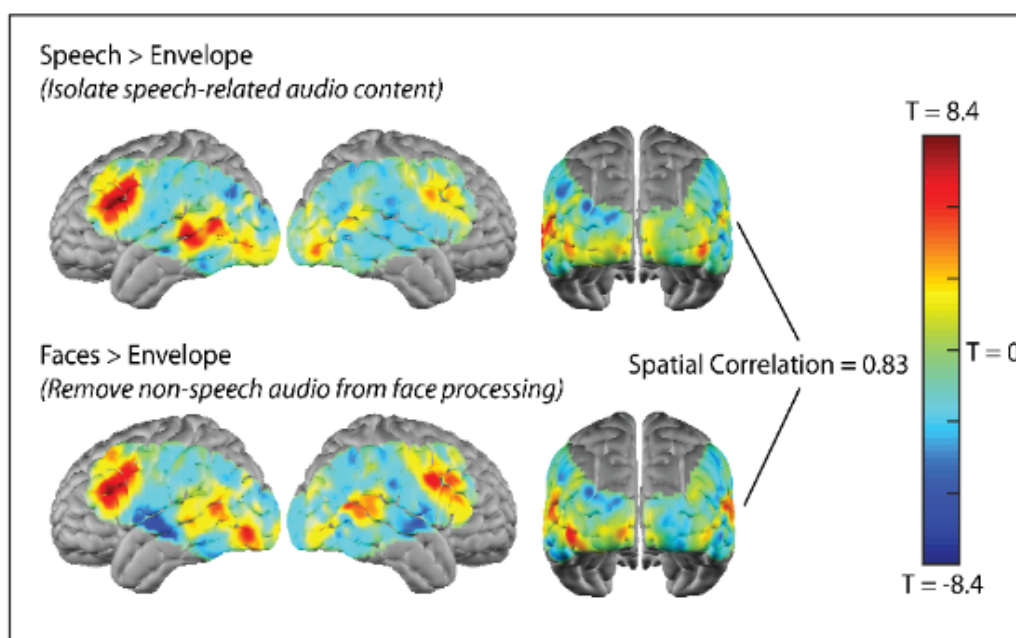 Speech > Envelope
(Isolate speech-related audio content)
T = 8.4
T = 0
Faces > Envelope
(Remove non-speech audio from face processing)
Spatial Correlation = 0.83
T = -8.4